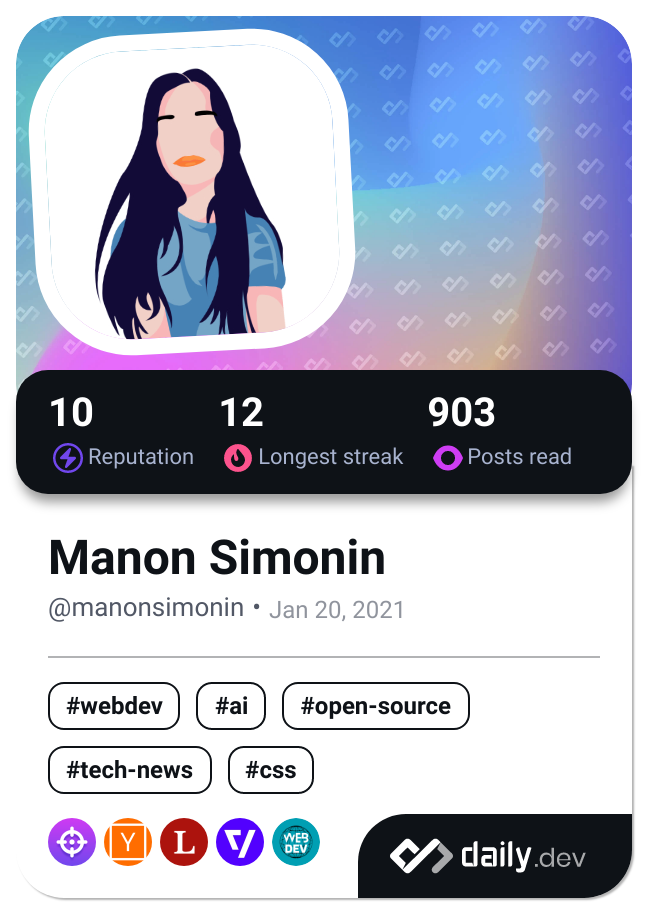 10 12 903
Reputation Longest streak Posts read
Manon Simonin
@manonsimonin • Jan 20, 2021
#webdev #ai #open-source
#tech-news #css
Y L WEB DEV
daily.dev